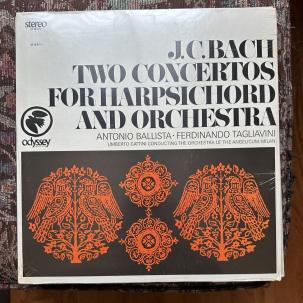 stereo
J.C.BACH
TWO CONCERTOS
FOR HARPSICHORD
AND ORCHESTRA
ANTONIO BALLISTA · FERDINANDO TAGLIAVINI
UMBERTO CATTINI CONDUCTING THE ORCHESTRA OF THE ANGELICUM, MILAN
odyssey